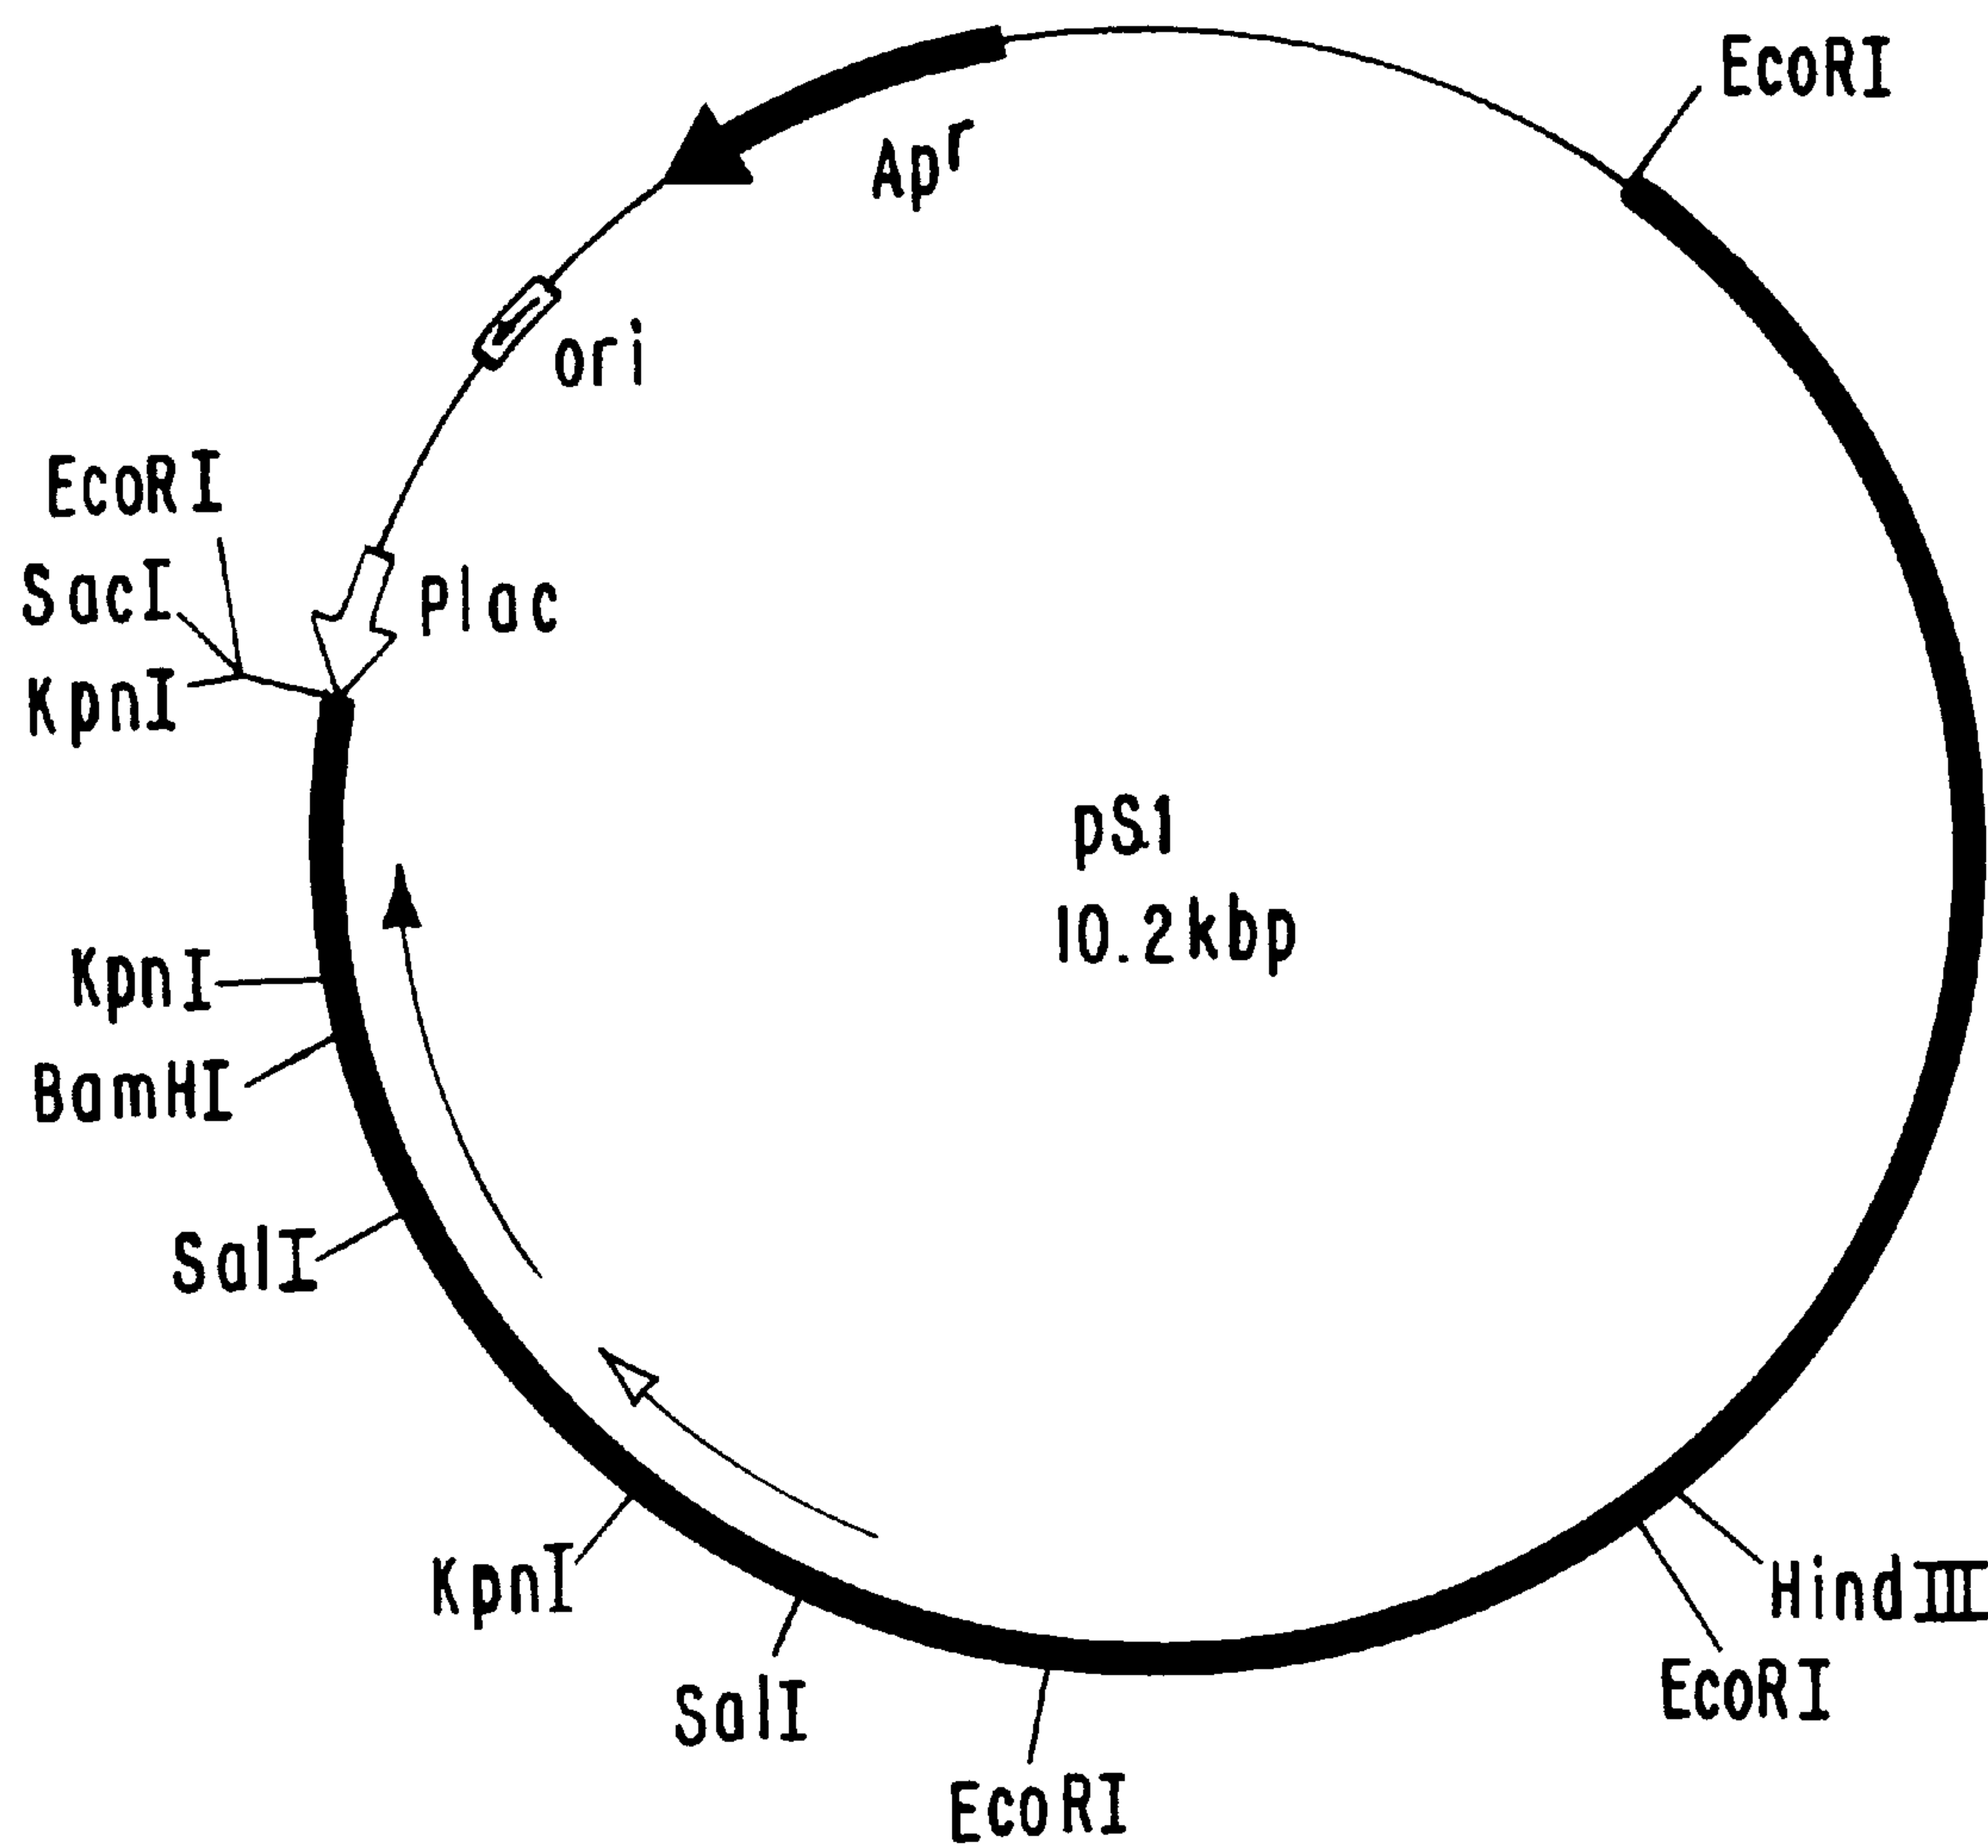 EcoRI
Apr
ori
EcoRI
SacI
Plac
KpnI
pS1
10.2kbp
KpnI
BamHI
SalI
KpnI
HindIII
SalI
EcoRI
EcoRI